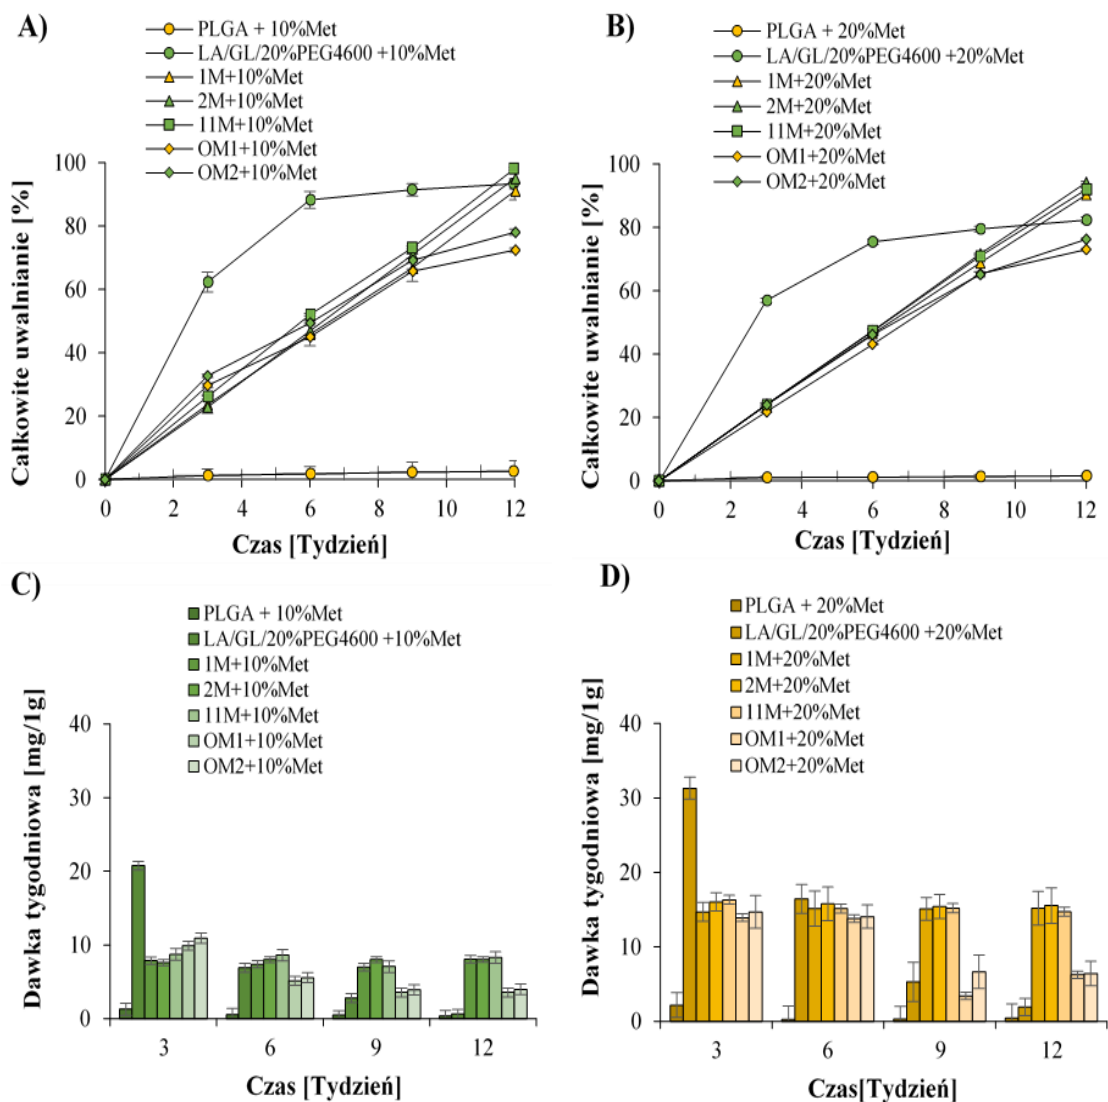 A)
PLGA + 10%Met
LA/GL/20%PEG4600 +10%Met
1M+10%Met
2M+10%Met
11M+10%Met
OM1+10%Met
OM2+10%Met
Całkowite uwalnianie [%]
100
80
60
40
20
0
0 2 4 6 8 10 12
Czas [Tydzień]
B)
PLGA + 20%Met
LA/GL/20%PEG4600 +20%Met
1M+20%Met
2M+20%Met
11M+20%Met
OM1+20%Met
OM2+20%Met
Całkowite uwalnianie [%]
100
80
60
40
20
0
0 2 4 6 8 10 12
Czas [Tydzień]
C)
PLGA + 10%Met
LA/GL/20%PEG4600 +10%Met
1M+10%Met
2M+10%Met
11M+10%Met
OM1+10%Met
OM2+10%Met
Dawka tygodniowa [mg/1g]
40
30
20
10
0
3 6 9 12
Czas [Tydzień]
D)
PLGA + 20%Met
LA/GL/20%PEG4600 +20%Met
1M+20%Met
2M+20%Met
11M+20%Met
OM1+20%Met
OM2+20%Met
Dawka tygodniowa [mg/1g]
40
30
20
10
0
3 6 9 12
Czas[Tydzień]